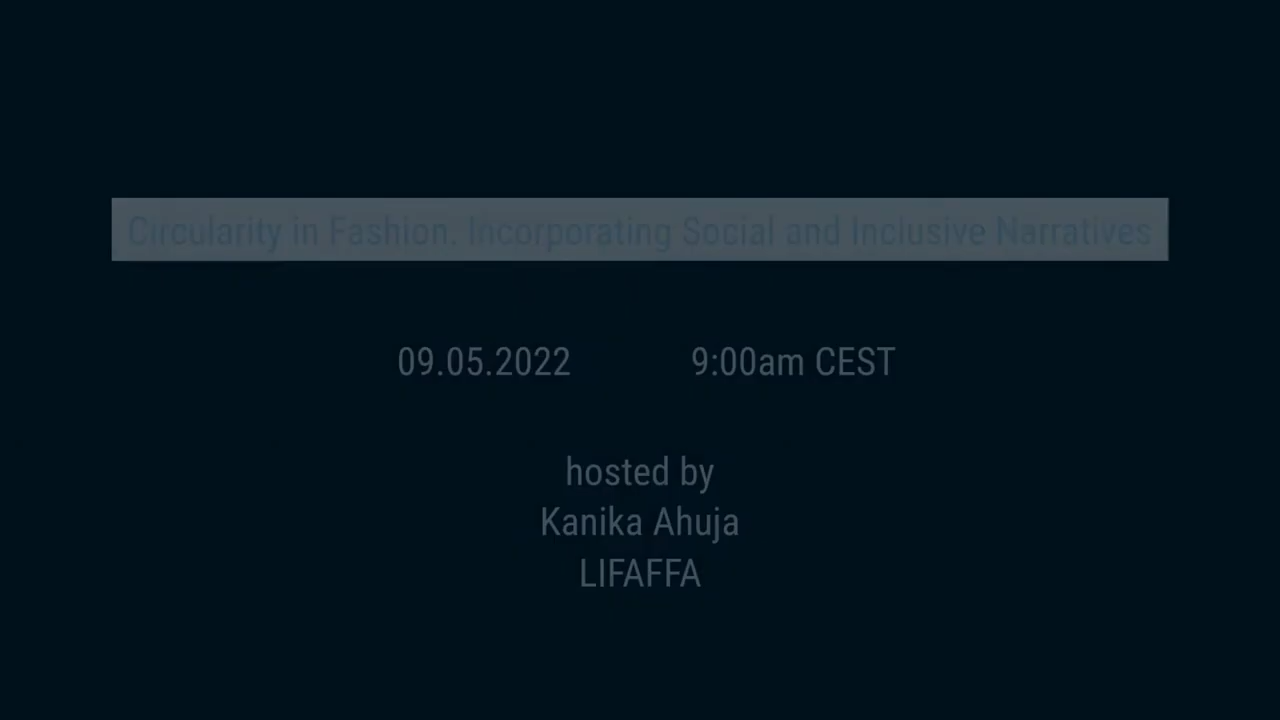 Circularity in Fashion. Incorporating Social and Inclusive Narratives
09.05.2022 9:00am CEST
hosted by
Kanika Ahuja
LIFAFFA